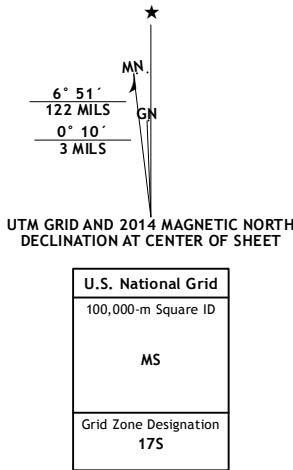 MN
6° 51´
122 MILS
GN
0° 10´
3 MILS
UTM GRID AND 2014 MAGNETIC NORTH
DECLINATION AT CENTER OF SHEET
U.S. National Grid
100,000-m Square ID
MS
Grid Zone Designation
17S